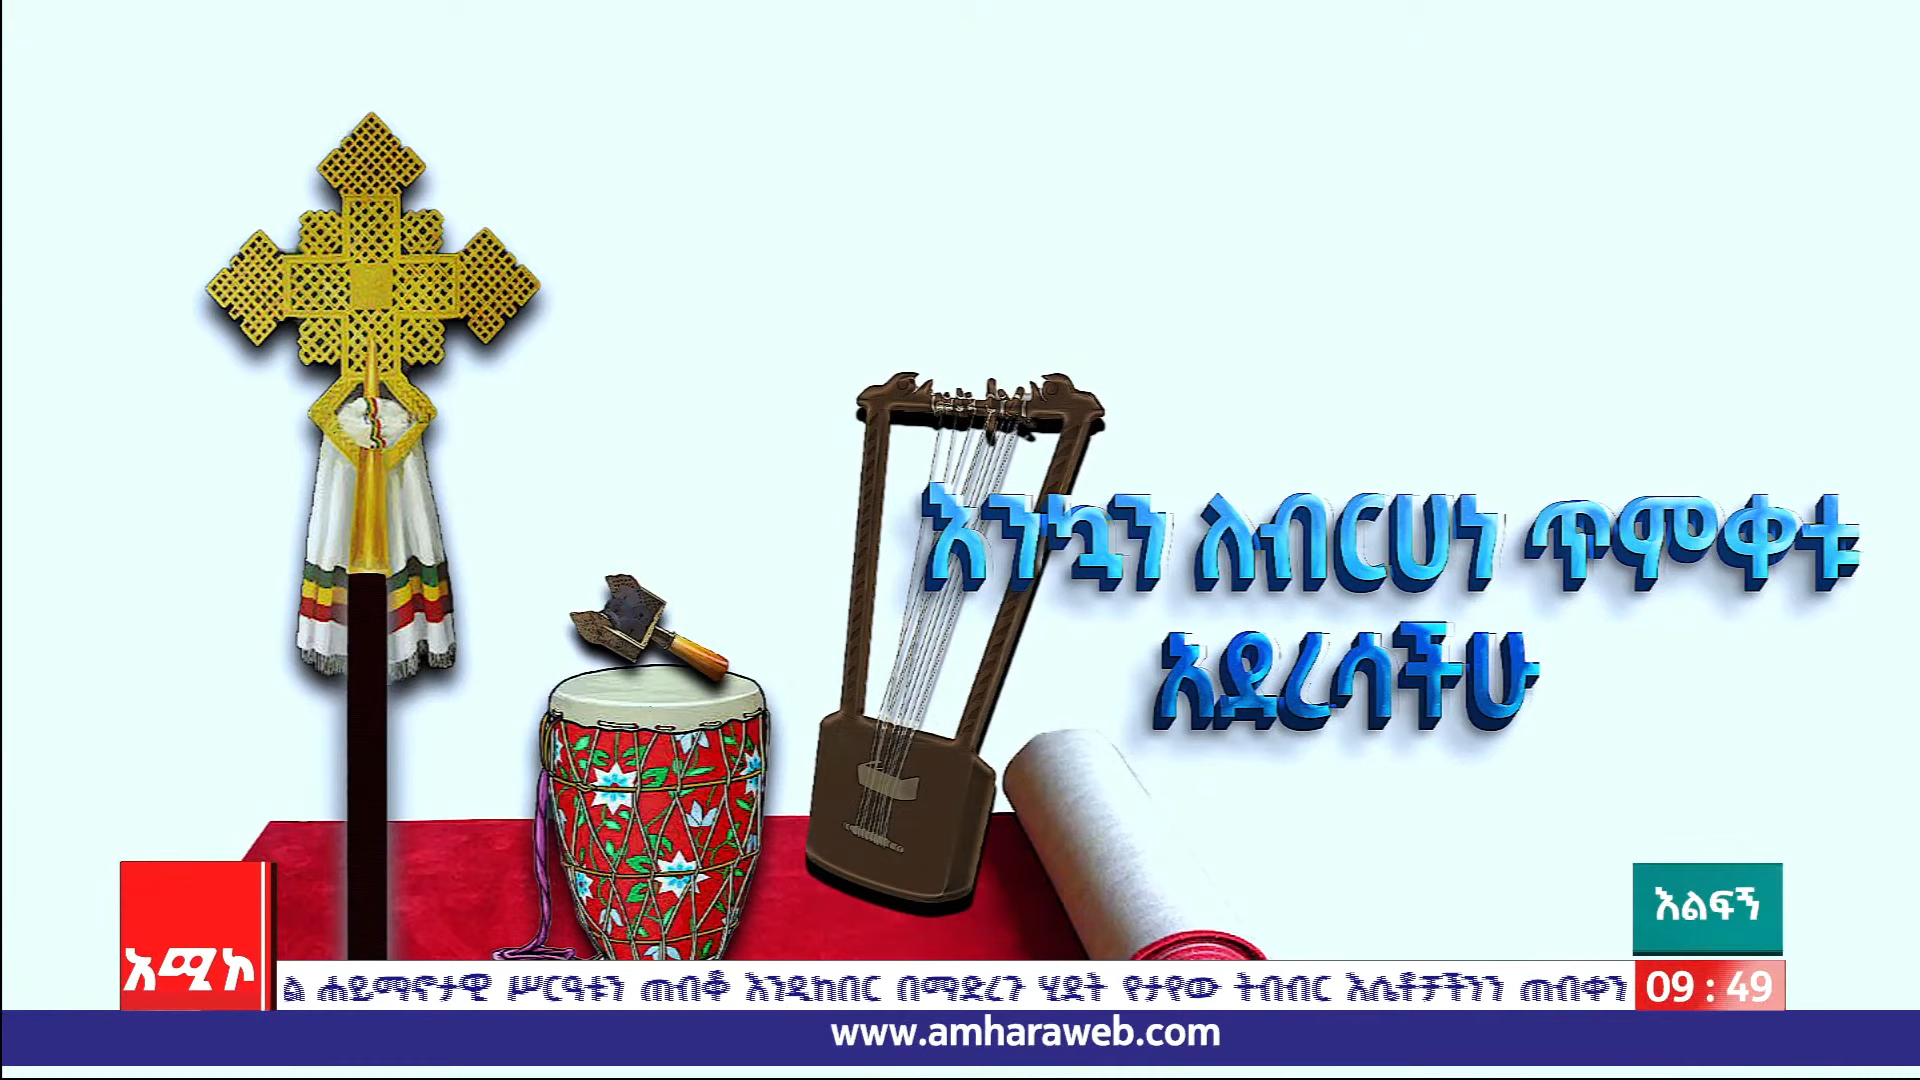 እንኳን ለብርሀነ ጥምቀቱ
አደረሳችሁ
እልፍኝ
አሚኮ
ል ሐይማኖታዊ ሥርዓቱን ጠብቆ እንዲከበር በማድረጉ ሂደት የታየው ትብብር እሴቶቻችንን ጠብቀን
09 : 49
www.amharaweb.com